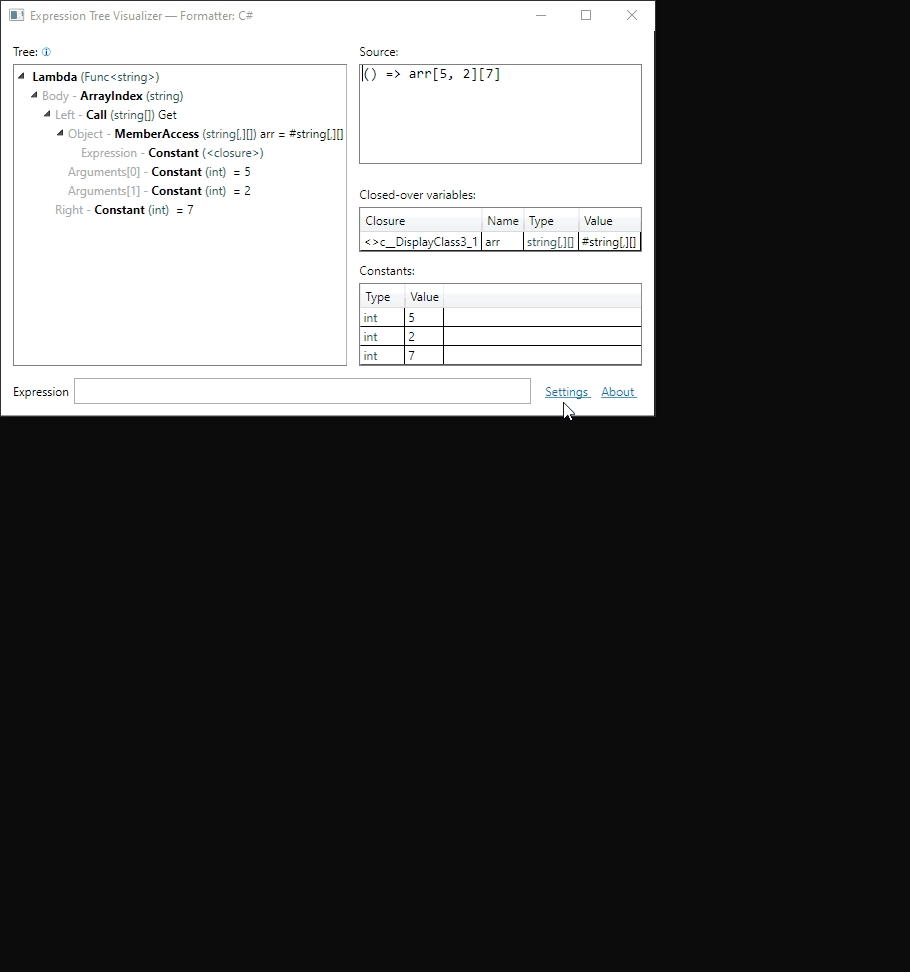 Expression Tree Visualizer — Formatter: C#
Tree:
Lambda (Func<string>)
Body - ArrayIndex (string)
Left - Call (string[]) Get
Object - MemberAccess (string[,][]) arr = #string[,][]
Expression - Constant (<closure>)
Arguments[0] - Constant (int) = 5
Arguments[1] - Constant (int) = 2
Right - Constant (int) = 7
Source:
() => arr[5, 2][7]
Closed-over variables:
Closure Name Type Value
<>c__DisplayClass3_1 arr string[,][] #string[,][]
Constants:
Type Value
int 5
int 2
int 7
Expression
Settings About